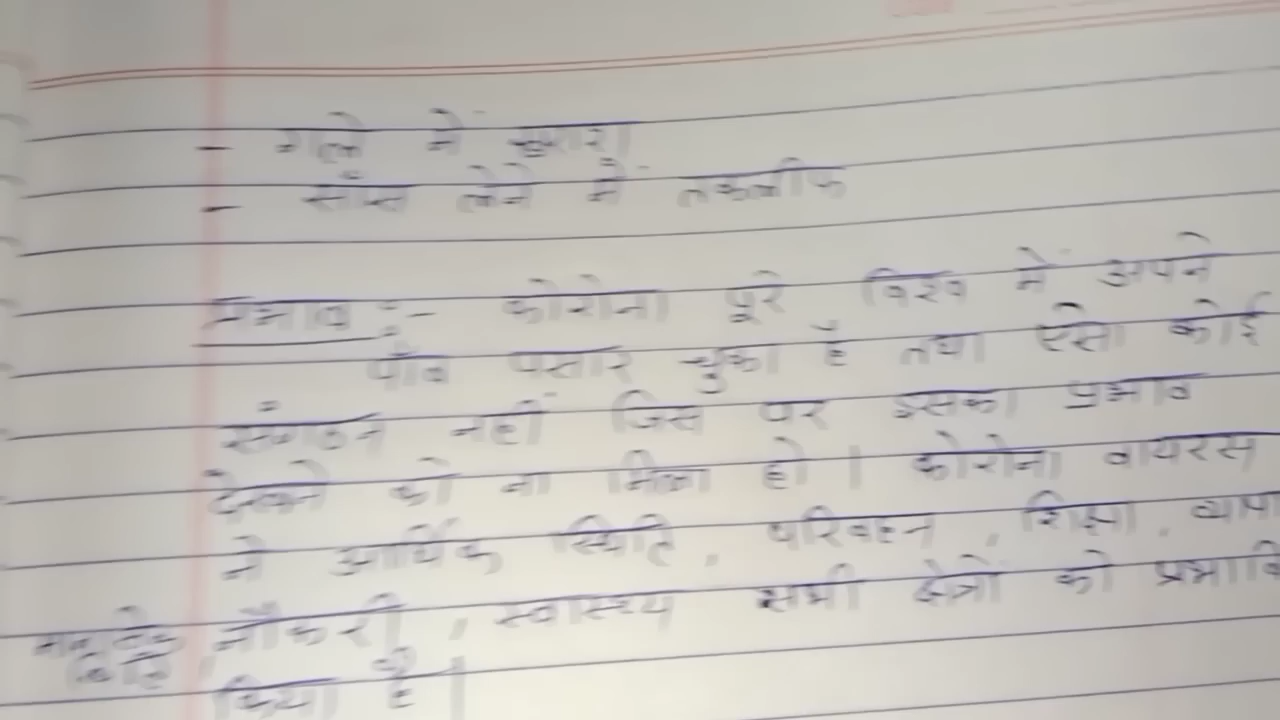 - गले में खराश
- साँस लेने में तकलीफ
प्रभाव :- कोरोना पूरे विश्व में अपने
पाँव पसार चुका है तथा ऐसा कोई
संगठन नहीं जिस पर इसका प्रभाव
देखने को ना मिला हो । कोरोना वायरस
ने आर्थिक स्थिति , परिवहन , शिक्षा , व्यापा
नौकरी , स्वास्थ्य सभी क्षेत्रों को प्रभावि
स्थिति ,
किया है ।